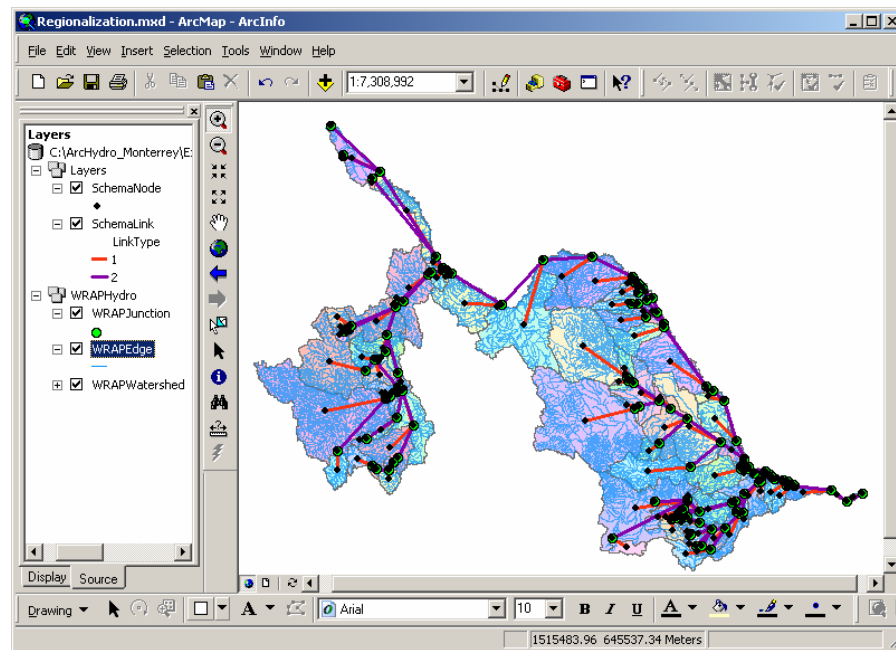 Regionalization.mxd - ArcMap - ArcInfo
File Edit View Insert Selection Tools Window Help
1:7,308,992
Layers
C:\ArcHydro_Monterrey\E
Layers
SchemaNode
SchemaLink
LinkType
1
2
WRAPHydro
WRAPJunction
WRAPEdge
WRAPWatershed
Display Source
Drawing A Arial 10 B I U A
1515483.96 645537.34 Meters